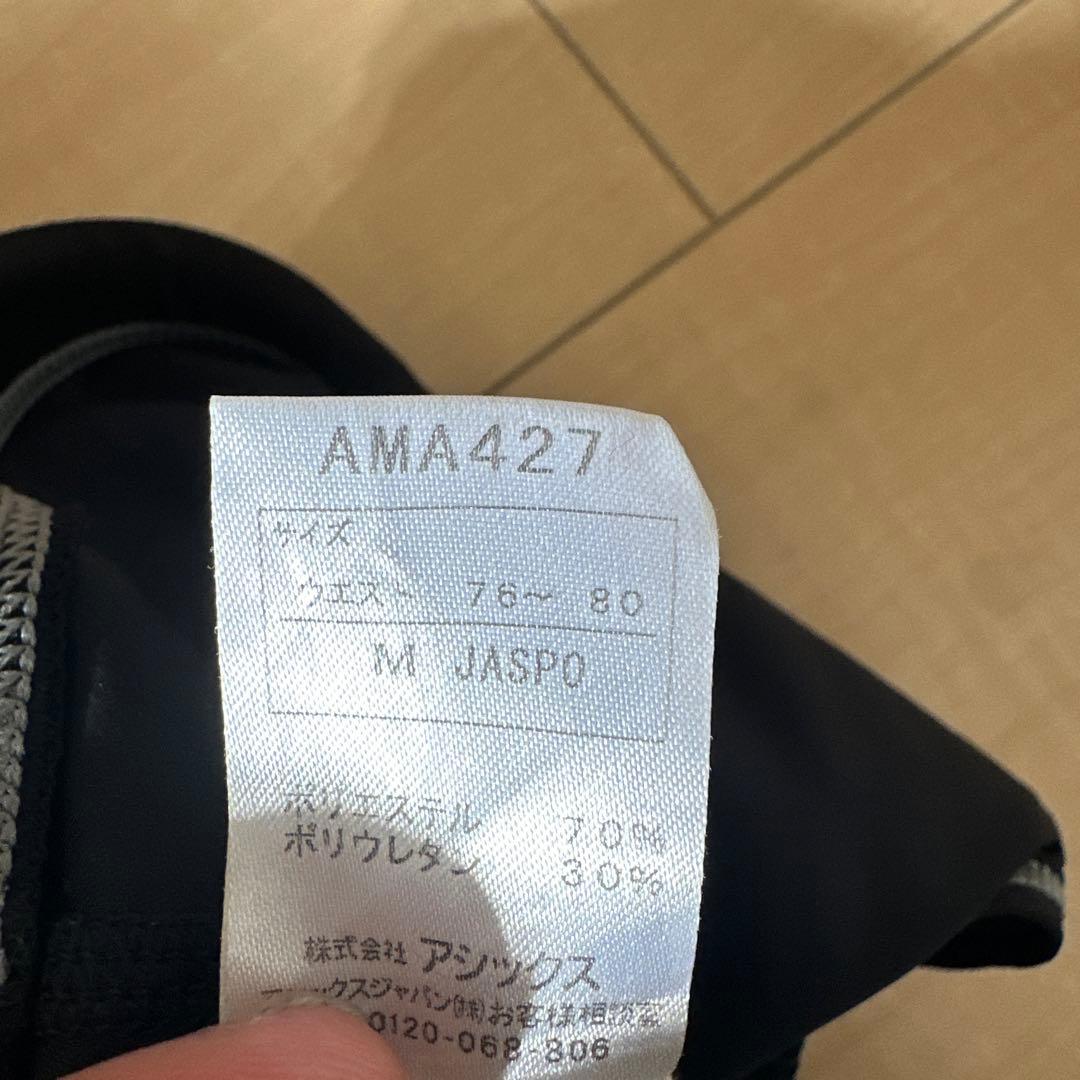 AMA427
サイズ
ウエスト 76～ 80
M JASPO
ポリエステル 70%
ポリウレタン 30%
株式会社 アシックス
ックスジャパン(株)お客様相談室
0120-068-806